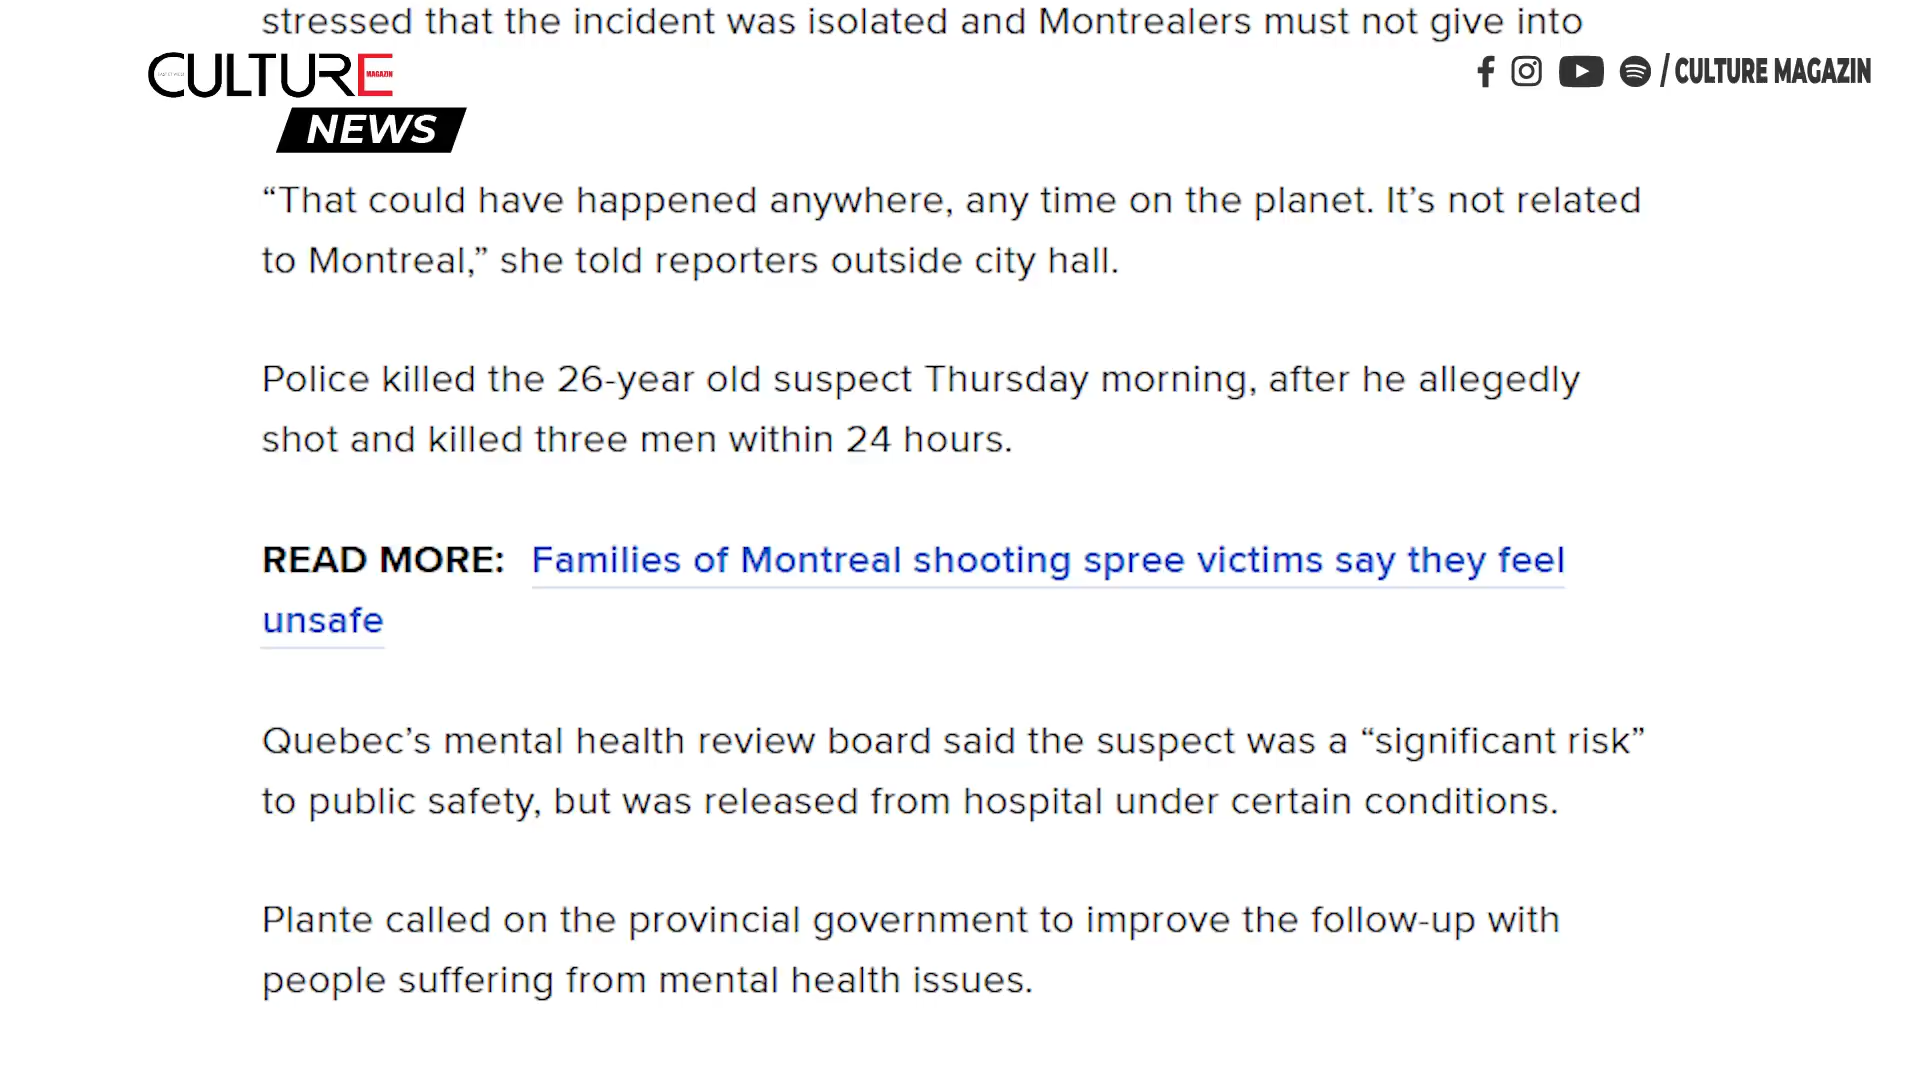 stressed that the incident was isolated and Montrealers must not give into
CULTURE
MAGAZIN
NEWS
/ CULTURE MAGAZIN
“That could have happened anywhere, any time on the planet. It’s not related
to Montreal,” she told reporters outside city hall.
Police killed the 26-year old suspect Thursday morning, after he allegedly
shot and killed three men within 24 hours.
READ MORE: Families of Montreal shooting spree victims say they feel
unsafe
Quebec’s mental health review board said the suspect was a “significant risk”
to public safety, but was released from hospital under certain conditions.
Plante called on the provincial government to improve the follow-up with
people suffering from mental health issues.